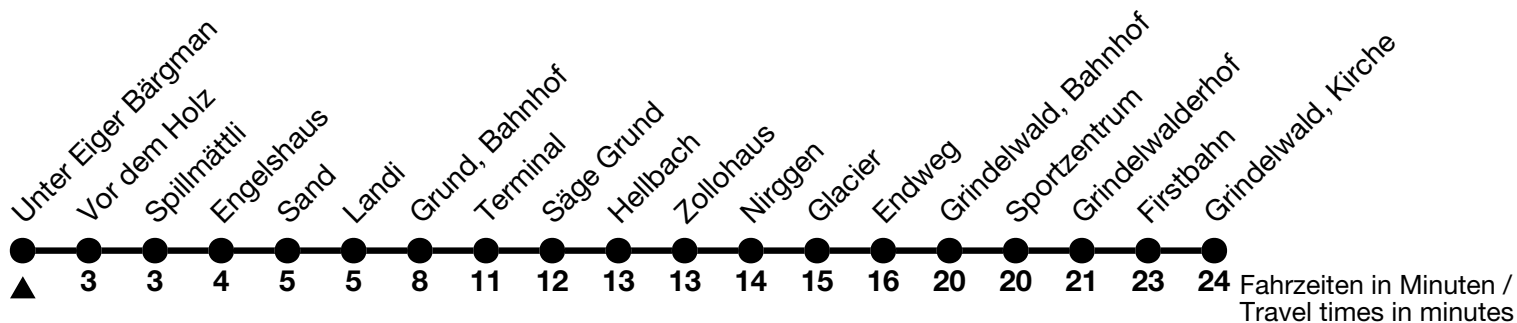 Unter Eiger Bärgman
Vor dem Holz
Spillmättli
Engelshaus
Sand
Landi
Grund, Bahnhof
Terminal
Säge Grund
Hellbach
Zollohaus
Nirggen
Glacier
Endweg
Grindelwald, Bahnhof
Sportzentrum
Grindelwalderhof
Firstbahn
Grindelwald, Kirche
3 3 4 5 5 8 11 12 13 13 14 15 16 20 20 21 23 24
Fahrzeiten in Minuten /
Travel times in minutes